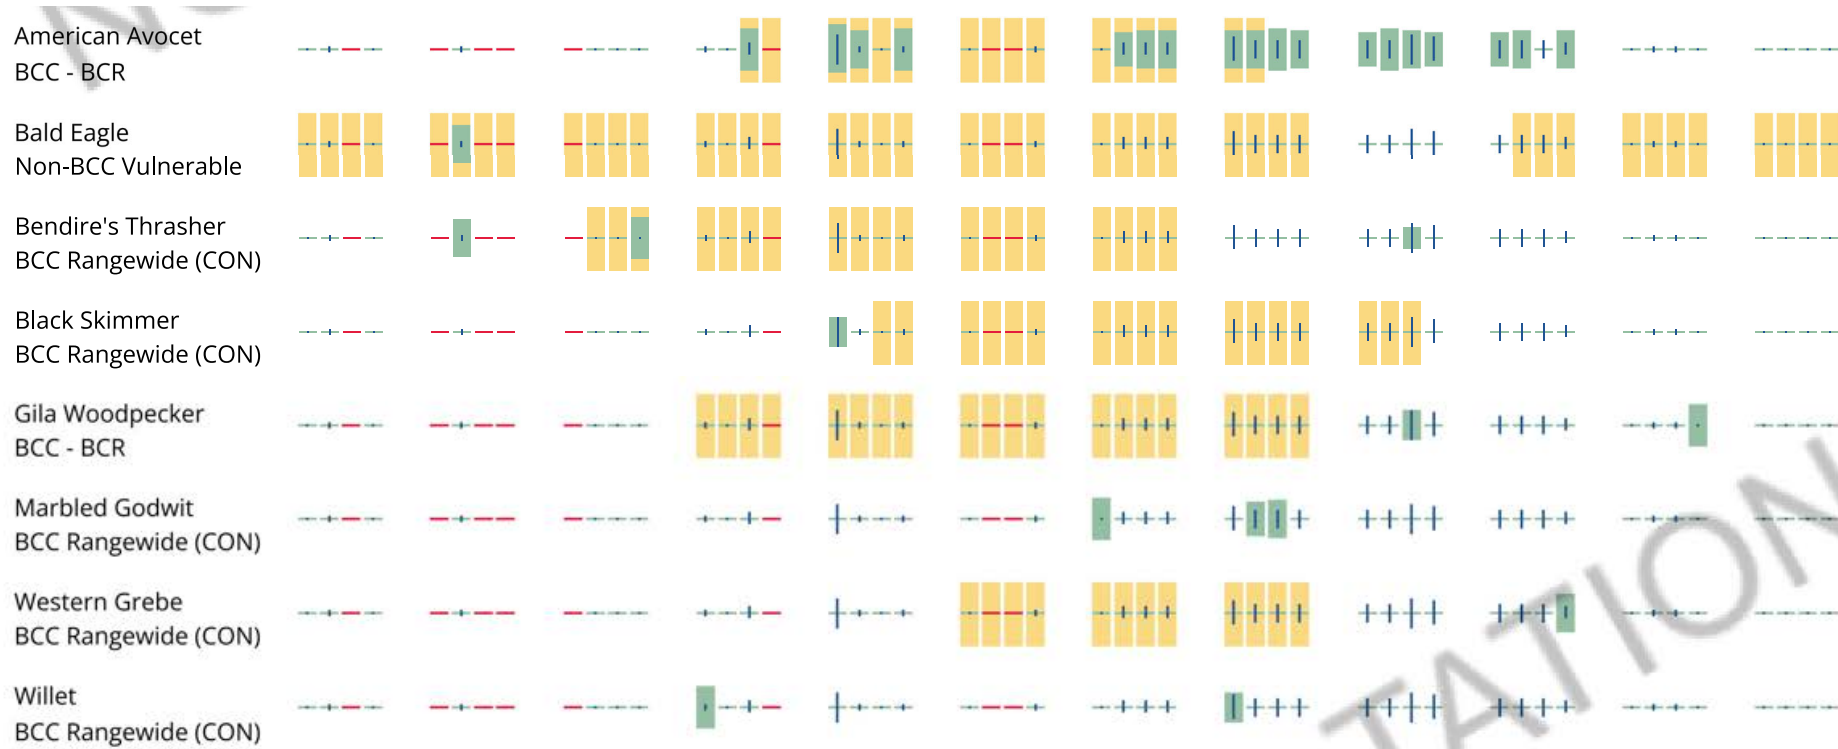 American Avocet
BCC - BCR
Bald Eagle
Non-BCC Vulnerable
Bendire's Thrasher
BCC Rangewide (CON)
Black Skimmer
BCC Rangewide (CON)
Gila Woodpecker
BCC - BCR
Marbled Godwit
BCC Rangewide (CON)
Western Grebe
BCC Rangewide (CON)
Willet
BCC Rangewide (CON)
TATION